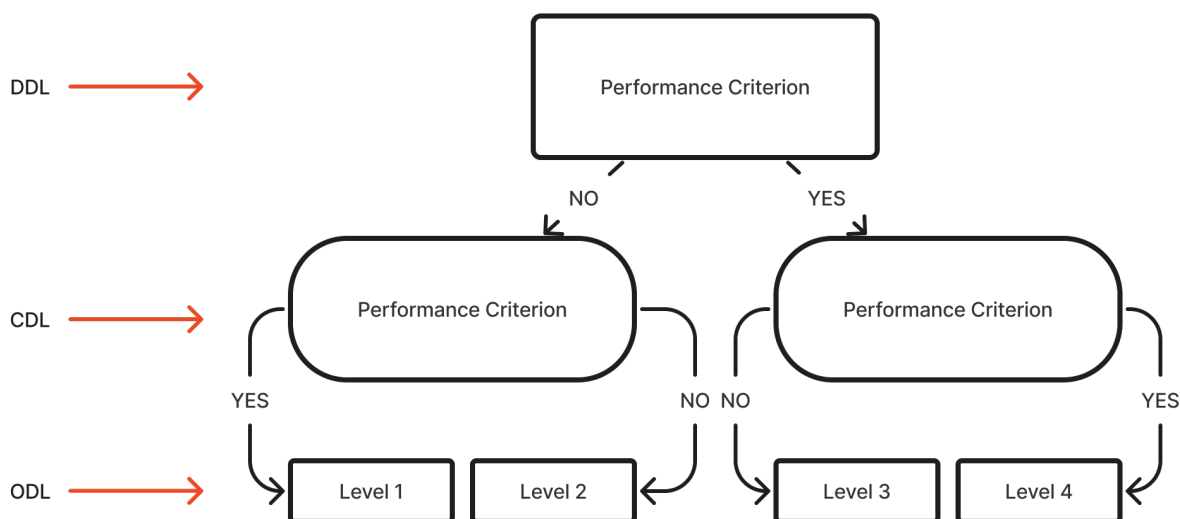 DDL
Performance Criterion
NO
YES
CDL
Performance Criterion
Performance Criterion
YES
NO
NO
YES
ODL
Level 1
Level 2
Level 3
Level 4